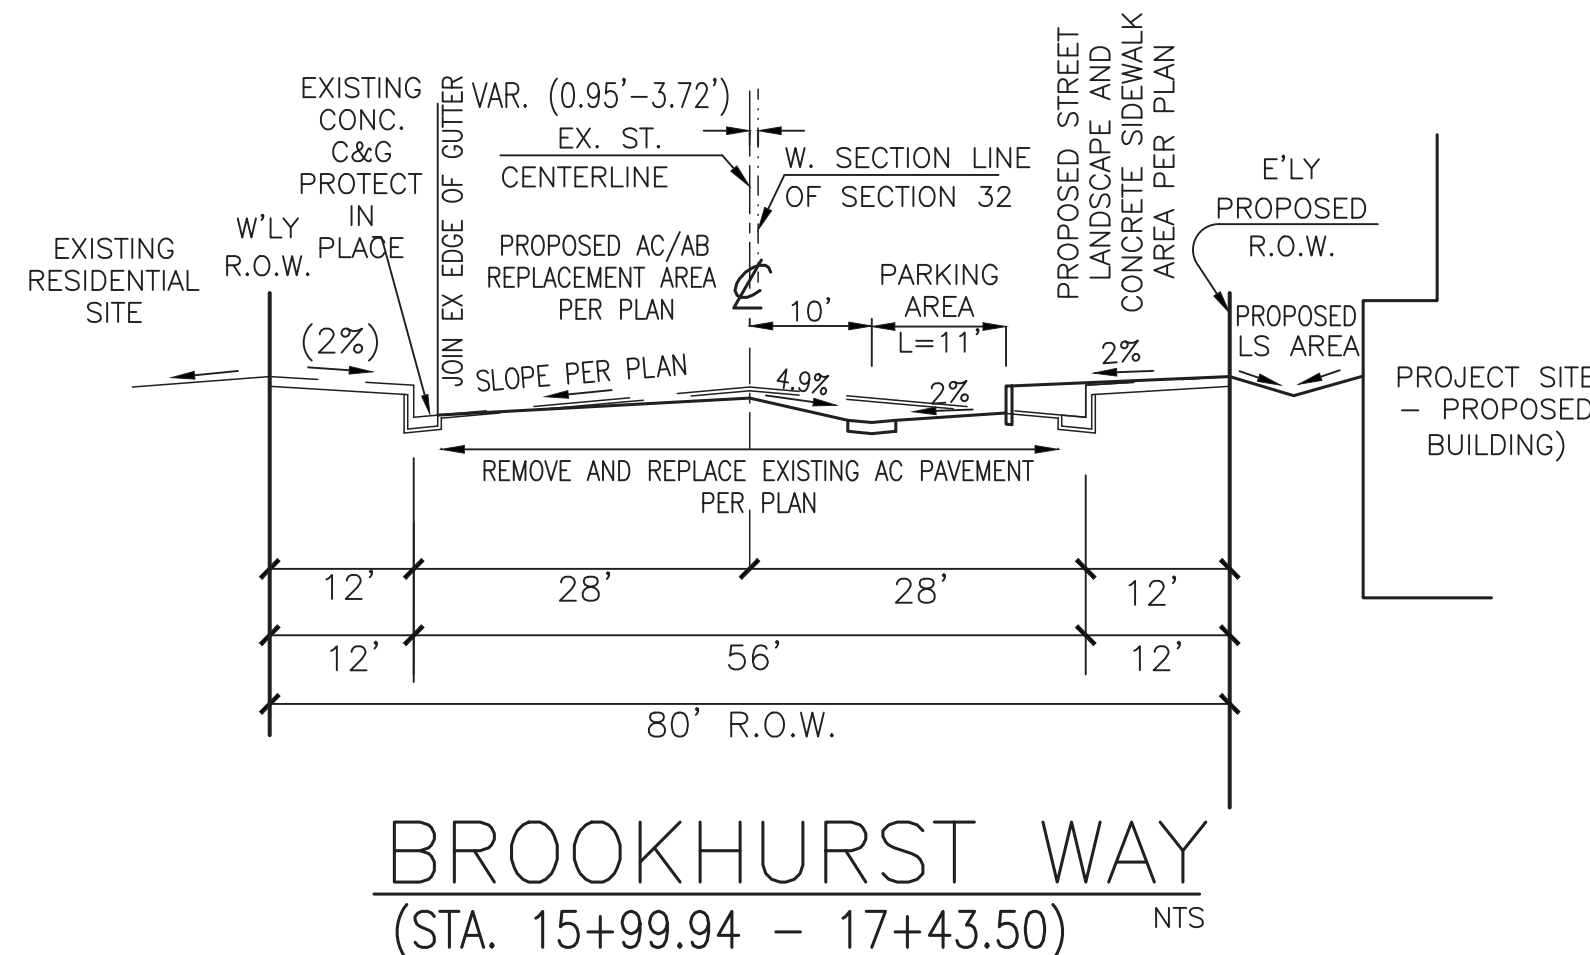 EXISTING
CONC.
C&G
PROTECT
IN
PLACE
JOIN EX EDGE OF GUTTER
VAR. (0.95'-3.72')
EX. ST.
CENTERLINE
W. SECTION LINE
OF SECTION 32
PROPOSED STREET
LANDSCAPE AND
CONCRETE SIDEWALK
AREA PER PLAN
E'LY
PROPOSED
R.O.W.
W'LY
R.O.W.
EXISTING
RESIDENTIAL
SITE
PROPOSED AC/AB
REPLACEMENT AREA
PER PLAN
℄
10'
PARKING
AREA
L=11'
PROPOSED
LS AREA
(2%)
SLOPE PER PLAN
4.9%
2%
2%
PROJECT SITE
- PROPOSED
BUILDING)
REMOVE AND REPLACE EXISTING AC PAVEMENT
PER PLAN
12'
28'
28'
12'
12'
56'
12'
80' R.O.W.
BROOKHURST WAY
(STA. 15+99.94 - 17+43.50)
NTS